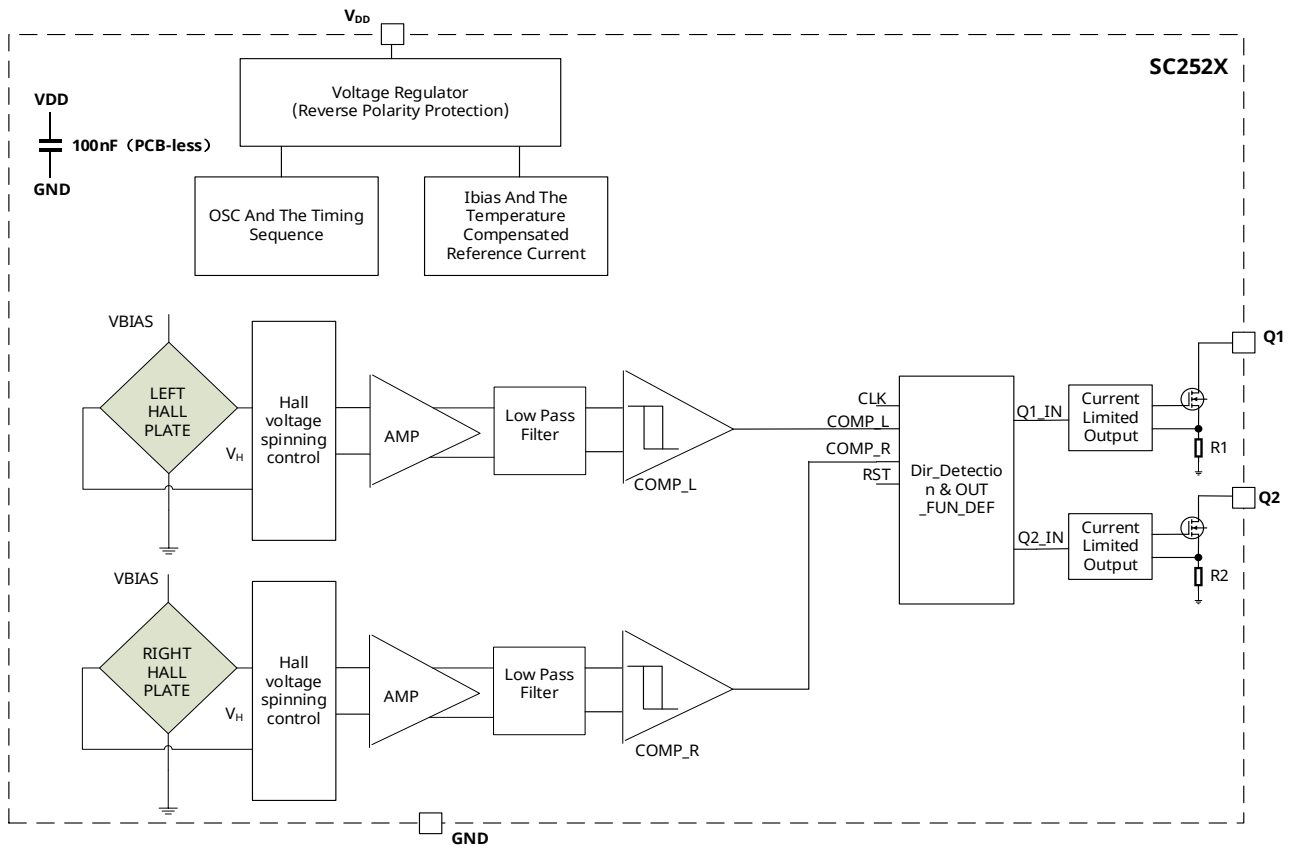 VDD
SC252X
Voltage Regulator
(Reverse Polarity Protection)
VDD
100nF（PCB-less）
GND
OSC And The Timing
Sequence
Ibias And The
Temperature
Compensated
Reference Current
VBIAS
LEFT
HALL
PLATE
VH
Hall
voltage
spinning
control
AMP
Low Pass
Filter
COMP_L
CLK
COMP_L
COMP_R
RST
Dir_Detectio
n & OUT
_FUN_DEF
Q1_IN
Current
Limited
Output
Q1
R1
Q2_IN
Current
Limited
Output
Q2
R2
VBIAS
RIGHT
HALL
PLATE
VH
Hall
voltage
spinning
control
AMP
Low Pass
Filter
COMP_R
GND